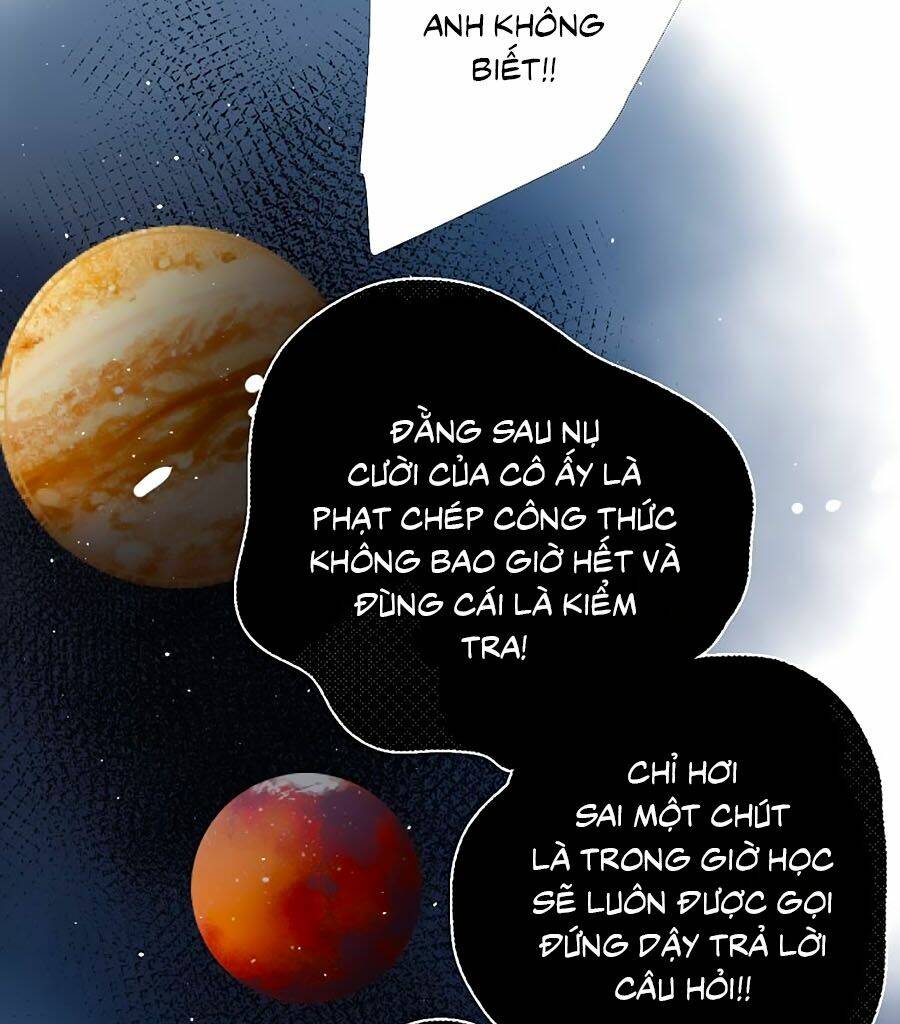 ANH KHÔNG
BIẾT!!
ĐẰNG SAU NỤ
CƯỜI CỦA CÔ ẤY LÀ
PHẠT CHÉP CÔNG THỨC
KHÔNG BAO GIỜ HẾT VÀ
ĐÙNG CÁI LÀ KIỂM
TRA!
CHỈ HƠI
SAI MỘT CHÚT
LÀ TRONG GIỜ HỌC
SẼ LUÔN ĐƯỢC GỌI
ĐỨNG DẬY TRẢ LỜI
CÂU HỎI!!